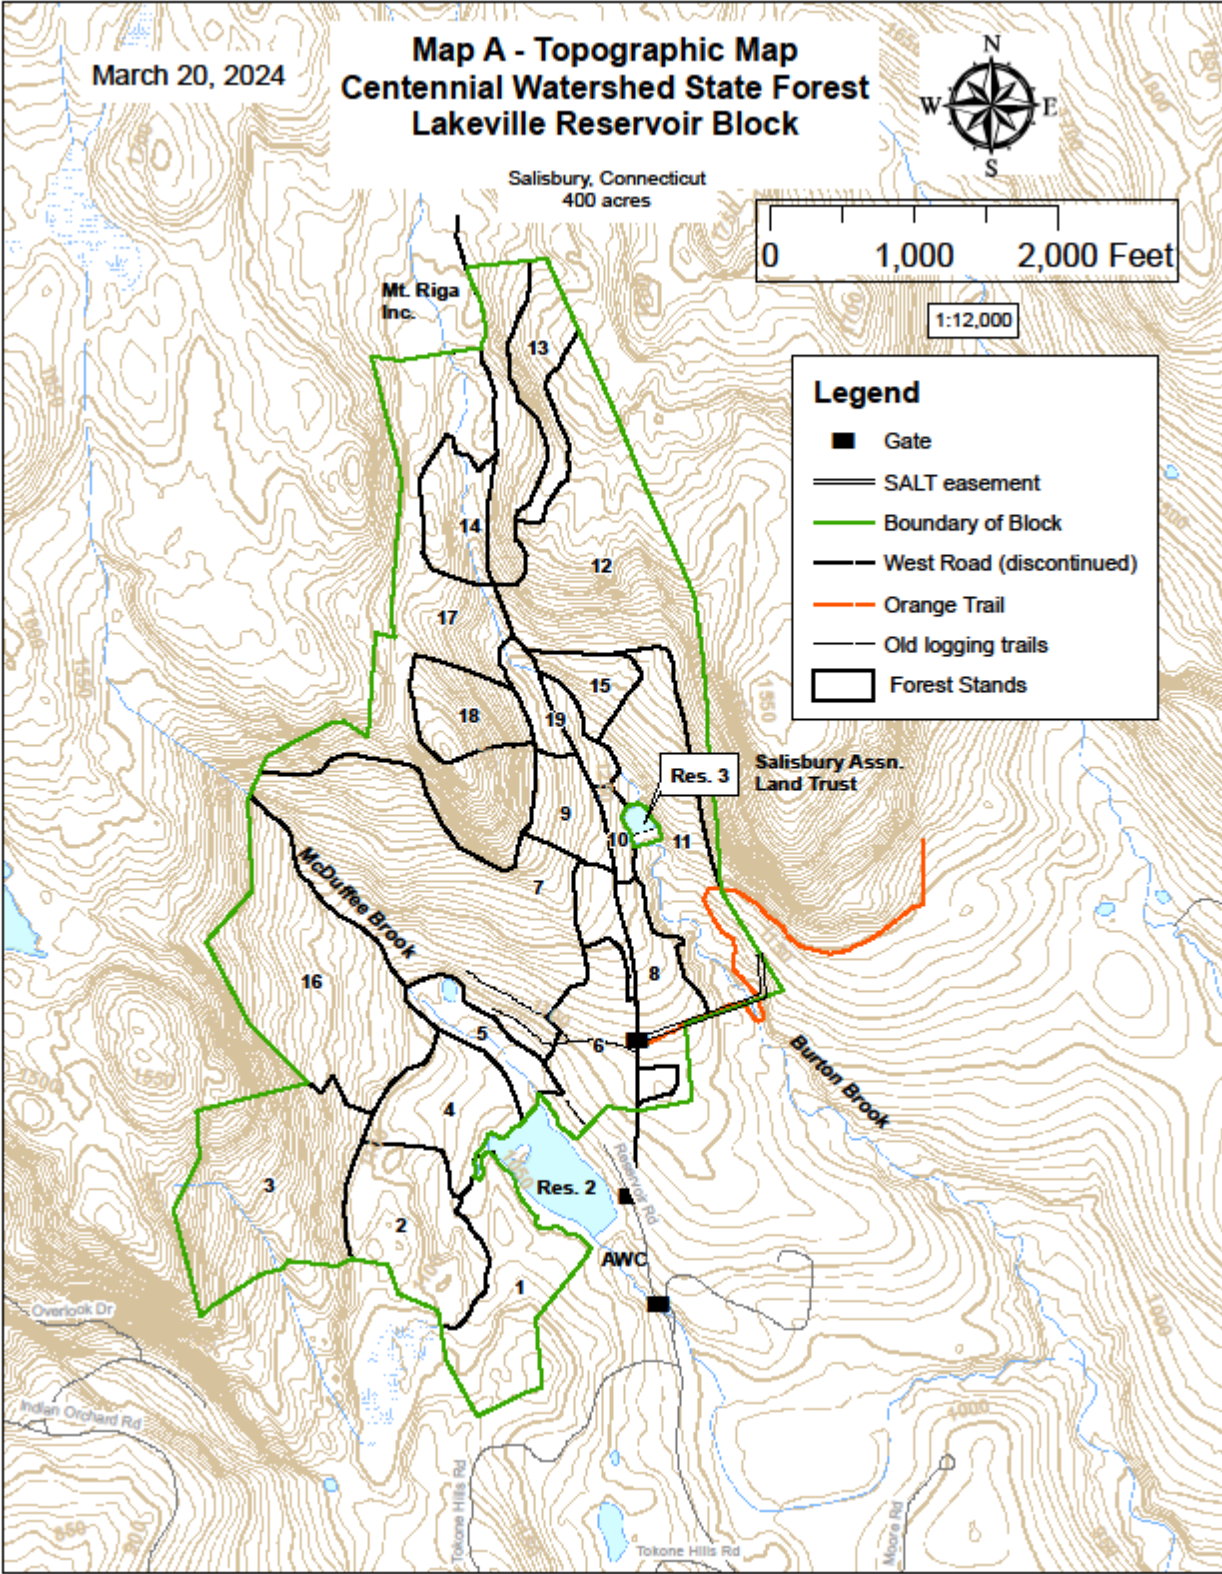 March 20, 2024
Map A - Topographic Map
Centennial Watershed State Forest
Lakeville Reservoir Block
Salisbury, Connecticut
400 acres
N
W E
S
0 1,000 2,000 Feet
1:12,000
Legend
Gate
SALT easement
Boundary of Block
West Road (discontinued)
Orange Trail
Old logging trails
Forest Stands
Mt. Riga
Inc.
13
14
12
17
15
18
19
1550
Res. 3
Salisbury Assn.
Land Trust
9
10
11
7
McDuffee Brook
16
8
5
6
Burton Brook
1500
1550
4
Reservoir Rd
3
Res. 2
2
AWC
1
Overlook Dr
Indian Orchard Rd
1000
1000
Tokone Hills Rd
Moore Rd
Tokone Hills Rd